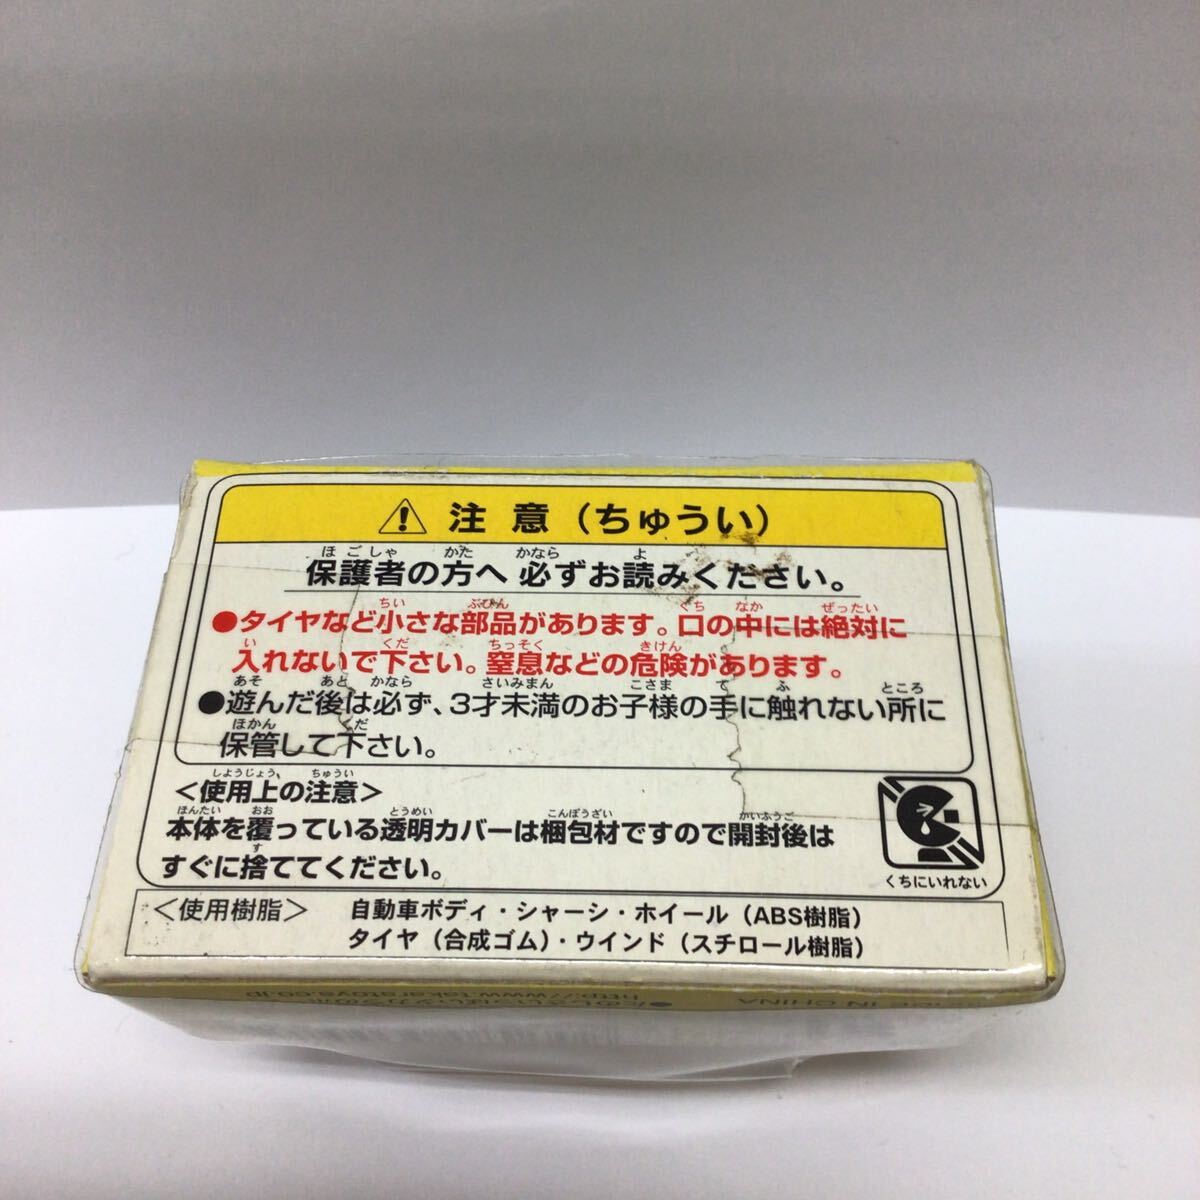 注意（ちゅうい）
保護者の方へ 必ずお読みください。
●タイヤなど小さな部品があります。口の中には絶対に
入れないで下さい。窒息などの危険があります。
●遊んだ後は必ず、3才未満のお子様の手に触れない所に
保管して下さい。
＜使用上の注意＞
本体を覆っている透明カバーは梱包材ですので開封後は
すぐに捨ててください。
くちにいれない
＜使用樹脂＞ 自動車ボディ・シャーシ・ホイール（ABS樹脂）
タイヤ（合成ゴム）・ウインド（スチロール樹脂）
http://www.takaratoys.co.jp
IN CHINA